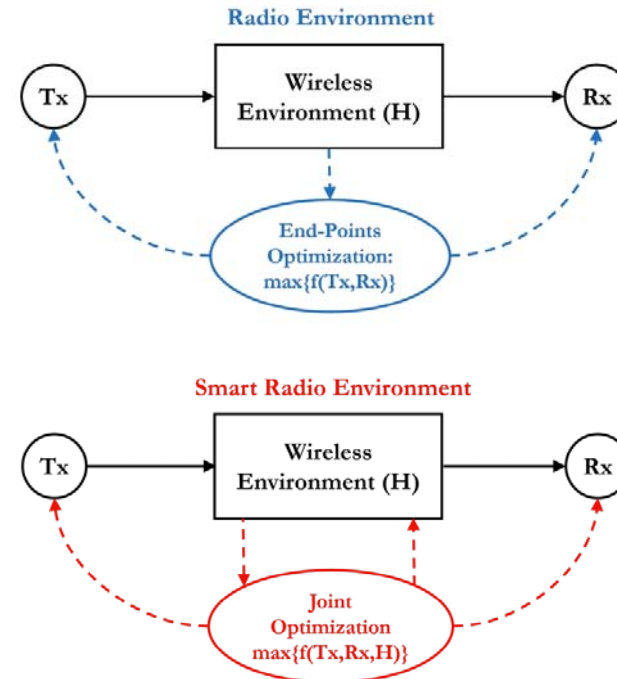 Radio Environment
Tx
Wireless
Environment (H)
Rx
End-Points
Optimization:
max{f(Tx,Rx)}
Smart Radio Environment
Tx
Wireless
Environment (H)
Rx
Joint
Optimization
max{f(Tx,Rx,H)}